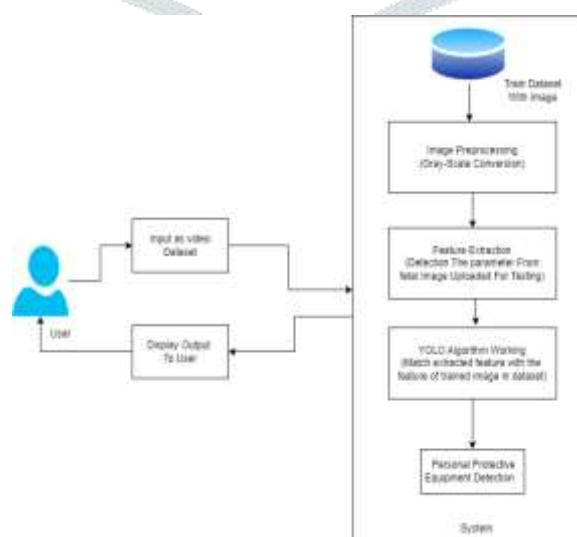 Train Dataset
With Image
Image Preprocessing
(Gray-Scale Conversion)
Input as video
Dataset
Feature Extraction
(Detection The parameter From
fetal Image Uploaded For Testing)
User
Display Output
To User
YOLO Algorithm Working
(Match extracted feature with the
feature of trained image in dataset)
Personal Protective
Equipment Detection
System